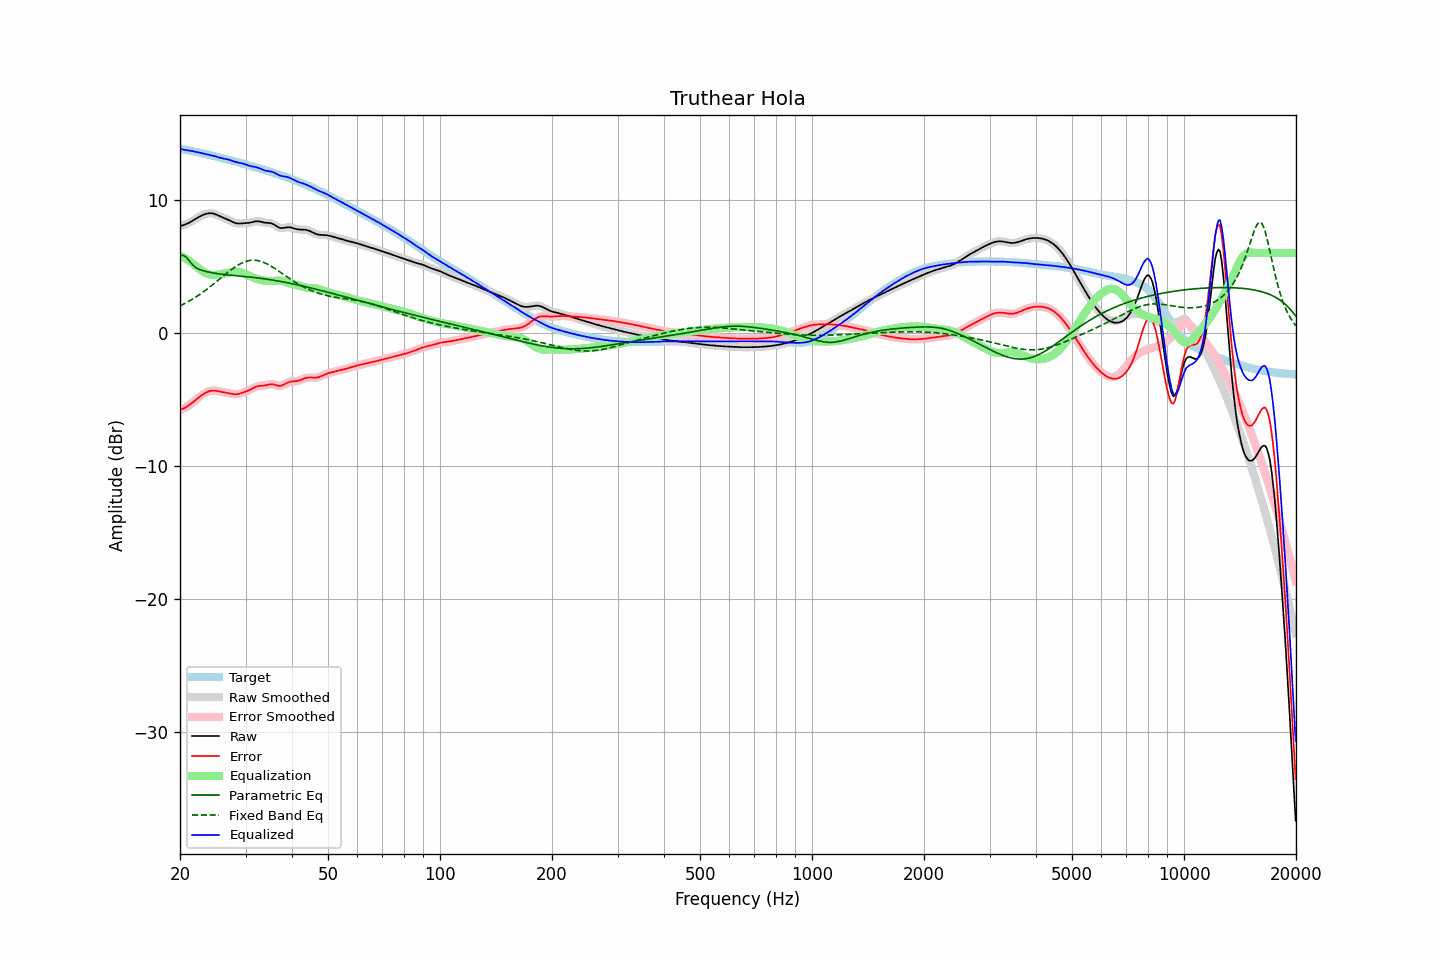 Truthear Hola
Amplitude (dBr)
10
0
−10
−20
−30
Target
Raw Smoothed
Error Smoothed
Raw
Error
Equalization
Parametric Eq
Fixed Band Eq
Equalized
20 50 100 200 500 1000 2000 5000 10000 20000
Frequency (Hz)